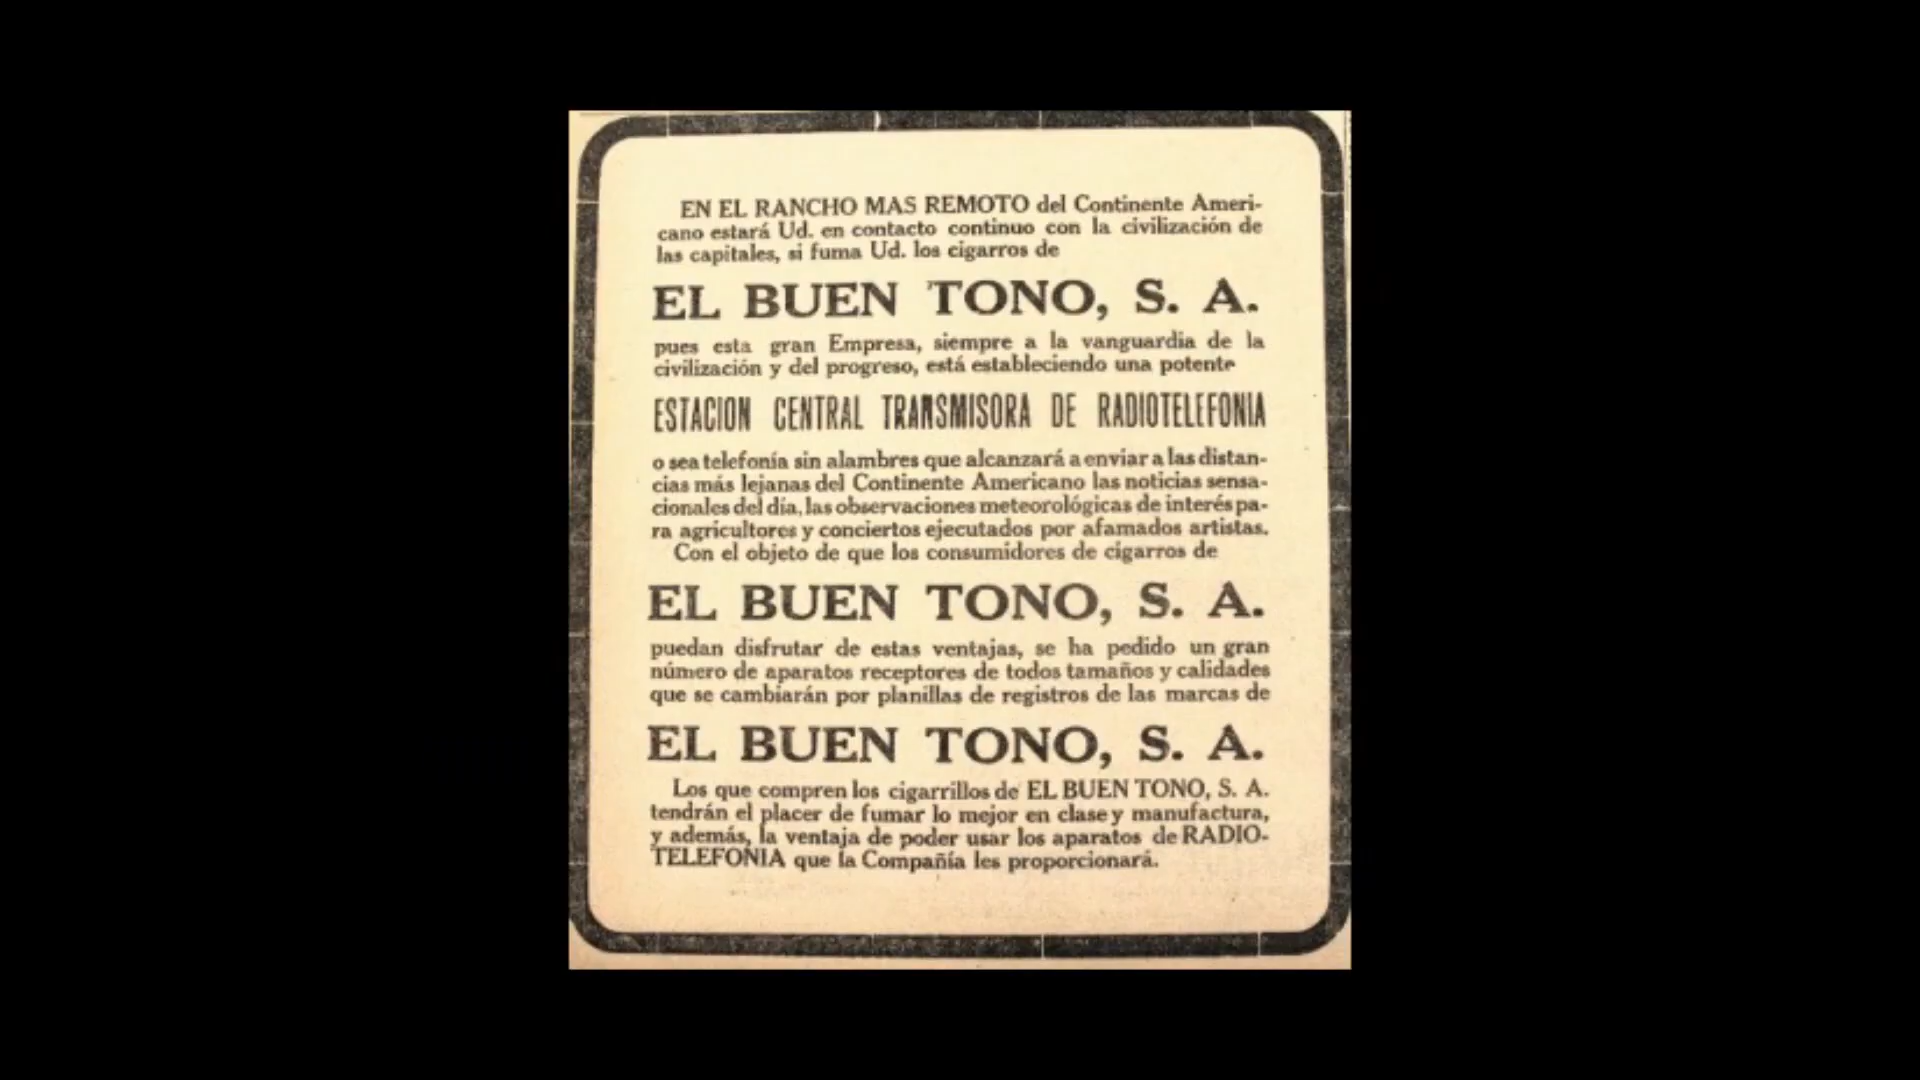 EN EL RANCHO MAS REMOTO del Continente Ameri-
cano estará Ud. en contacto continuo con la civilización de
las capitales, si fuma Ud. los cigarros de
EL BUEN TONO, S. A.
pues esta gran Empresa, siempre a la vanguardia de la
civilización y del progreso, está estableciendo una potente
ESTACION CENTRAL TRANSMISORA DE RADIOTELEFONIA
o sea telefonía sin alambres que alcanzará a enviar a las distan-
cias más lejanas del Continente Americano las noticias sensa-
cionales del día, las observaciones meteorológicas de interés pa-
ra agricultores y conciertos ejecutados por afamados artistas.
Con el objeto de que los consumidores de cigarros de
EL BUEN TONO, S. A.
puedan disfrutar de estas ventajas, se ha pedido un gran
número de aparatos receptores de todos tamaños y calidades
que se cambiarán por planillas de registros de las marcas de
EL BUEN TONO, S. A.
Los que compren los cigarrillos de EL BUEN TONO, S. A.
tendrán el placer de fumar lo mejor en clase y manufactura,
y además, la ventaja de poder usar los aparatos de RADIO-
TELEFONIA que la Compañía les proporcionará.